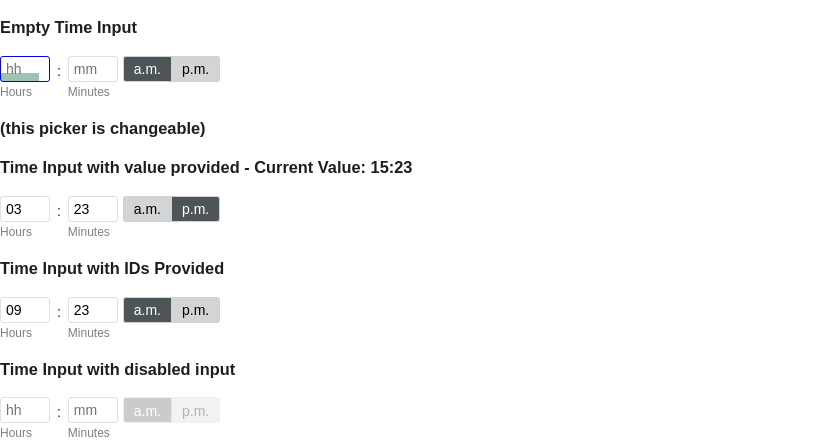 Empty Time Input
hh : mm a.m. p.m.
Hours Minutes
(this picker is changeable)
Time Input with value provided - Current Value: 15:23
03 : 23 a.m. p.m.
Hours Minutes
Time Input with IDs Provided
09 : 23 a.m. p.m.
Hours Minutes
Time Input with disabled input
hh : mm a.m. p.m.
Hours Minutes